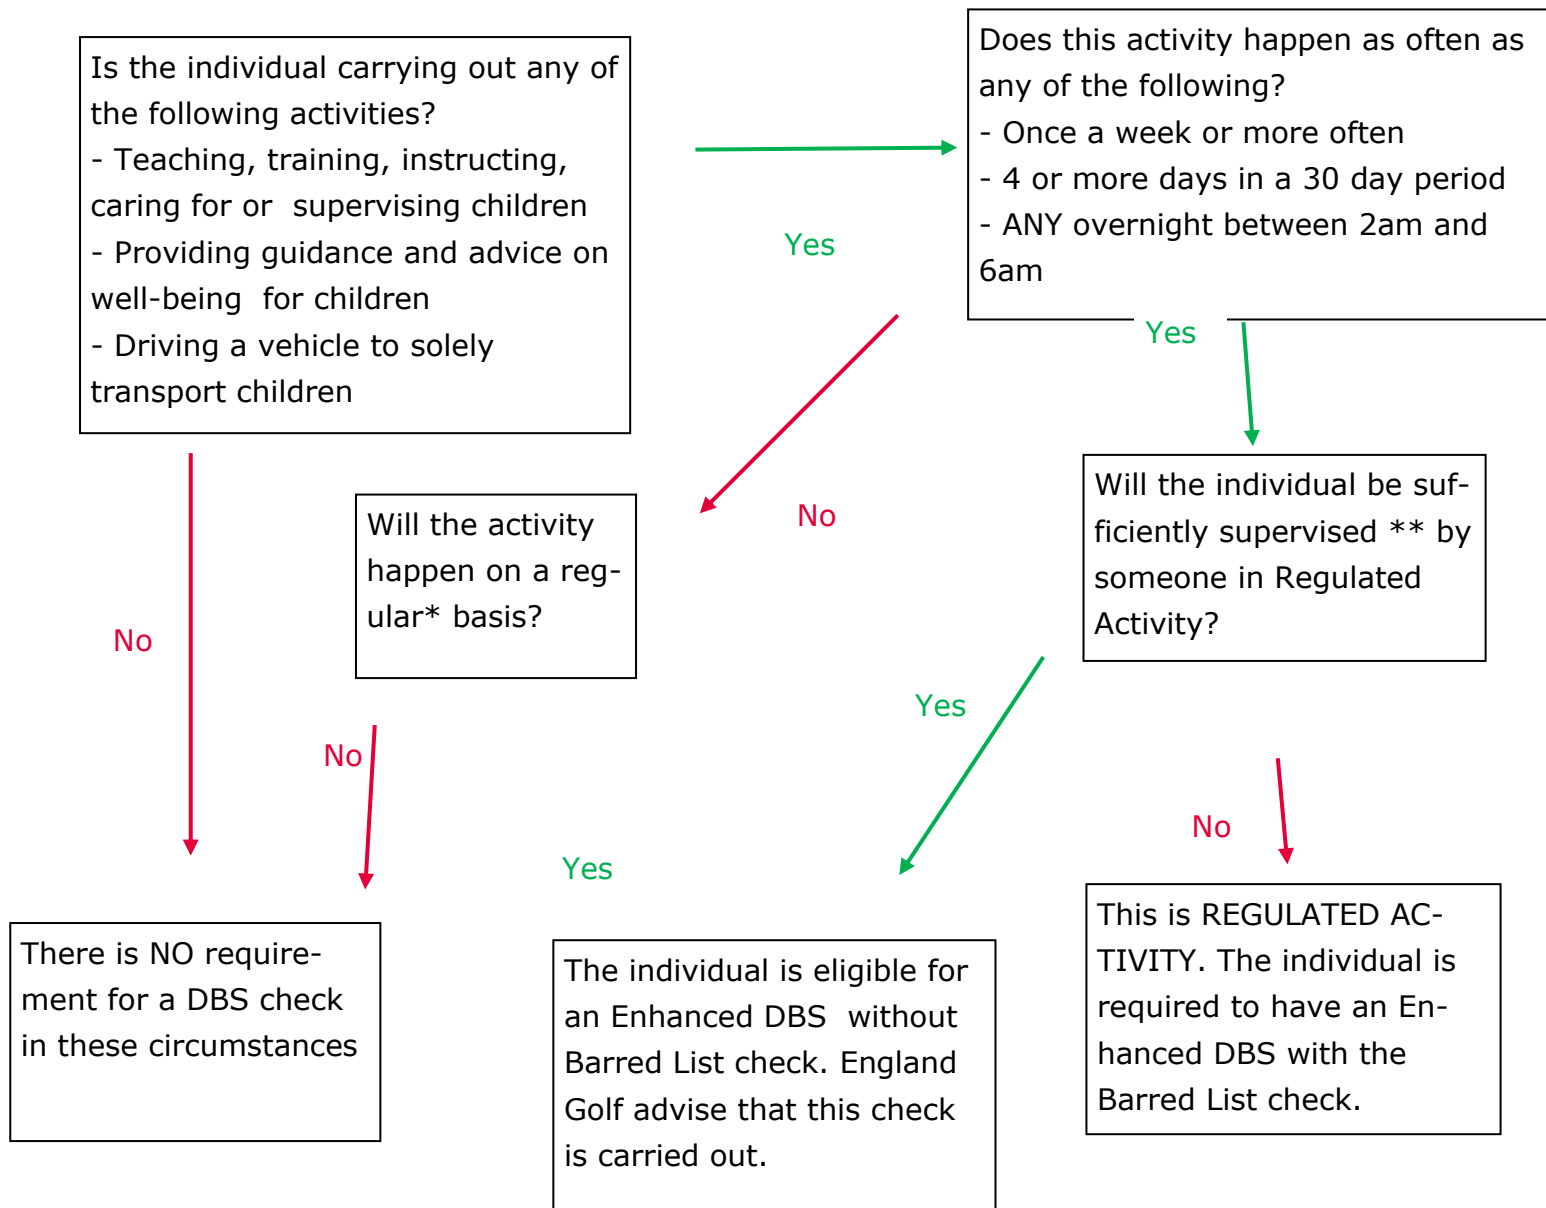 Is the individual carrying out any of
the following activities?
- Teaching, training, instructing,
caring for or supervising children
- Providing guidance and advice on
well-being for children
- Driving a vehicle to solely
transport children
Yes
Does this activity happen as often as
any of the following?
- Once a week or more often
- 4 or more days in a 30 day period
- ANY overnight between 2am and
6am
Yes
No
Will the activity
happen on a reg-
ular* basis?
Will the individual be suf-
ficiently supervised ** by
someone in Regulated
Activity?
No
No
Yes
Yes
No
There is NO require-
ment for a DBS check
in these circumstances
The individual is eligible for
an Enhanced DBS without
Barred List check. England
Golf advise that this check
is carried out.
This is REGULATED AC-
TIVITY. The individual is
required to have an En-
hanced DBS with the
Barred List check.